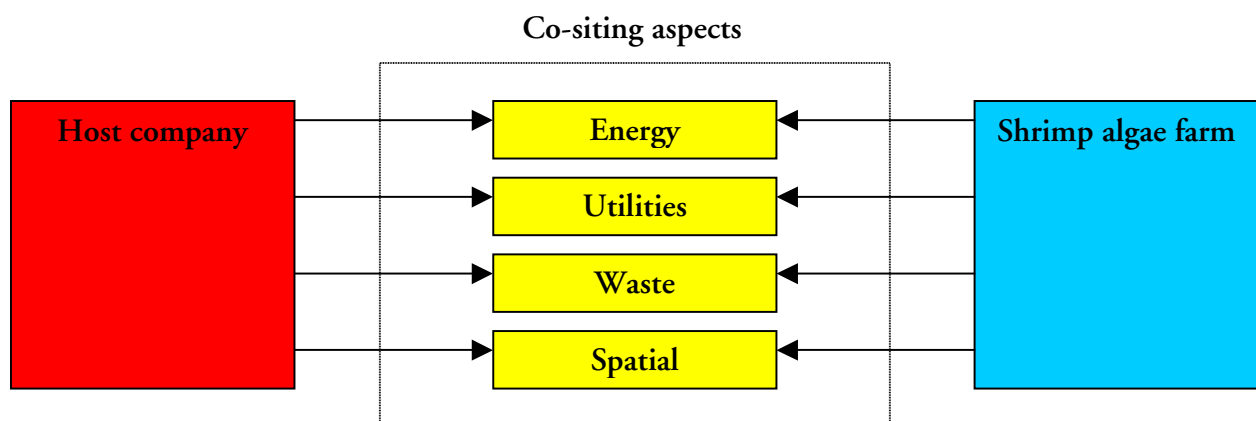 Co-siting aspects
Host company
Energy
Shrimp algae farm
Utilities
Waste
Spatial